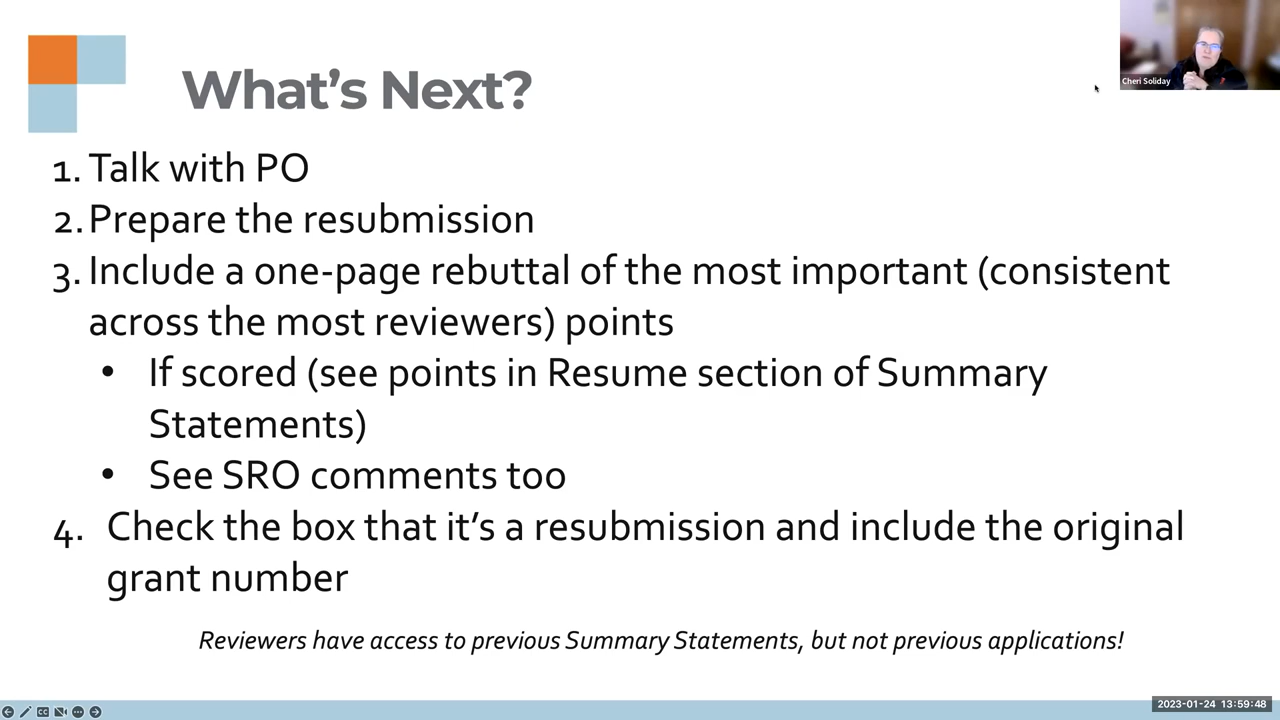 What's Next?
Cheri Soliday
1. Talk with PO
2. Prepare the resubmission
3. Include a one-page rebuttal of the most important (consistent
across the most reviewers) points
• If scored (see points in Resume section of Summary
Statements)
• See SRO comments too
4. Check the box that it's a resubmission and include the original
grant number
Reviewers have access to previous Summary Statements, but not previous applications!
2023-01-24 13:59:48